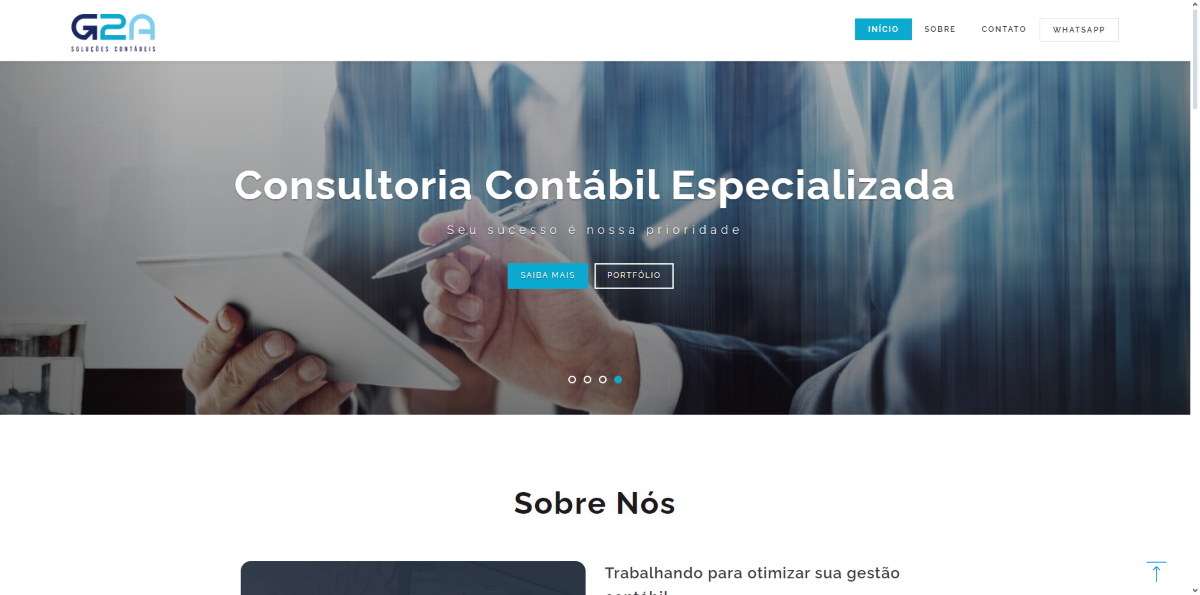 G2A
SOLUÇÕES CONTÁBEIS
INÍCIO
SOBRE
CONTATO
WHATSAPP
Consultoria Contábil Especializada
Seu sucesso é nossa prioridade
SAIBA MAIS
PORTFÓLIO
Sobre Nós
Trabalhando para otimizar sua gestão
contábil